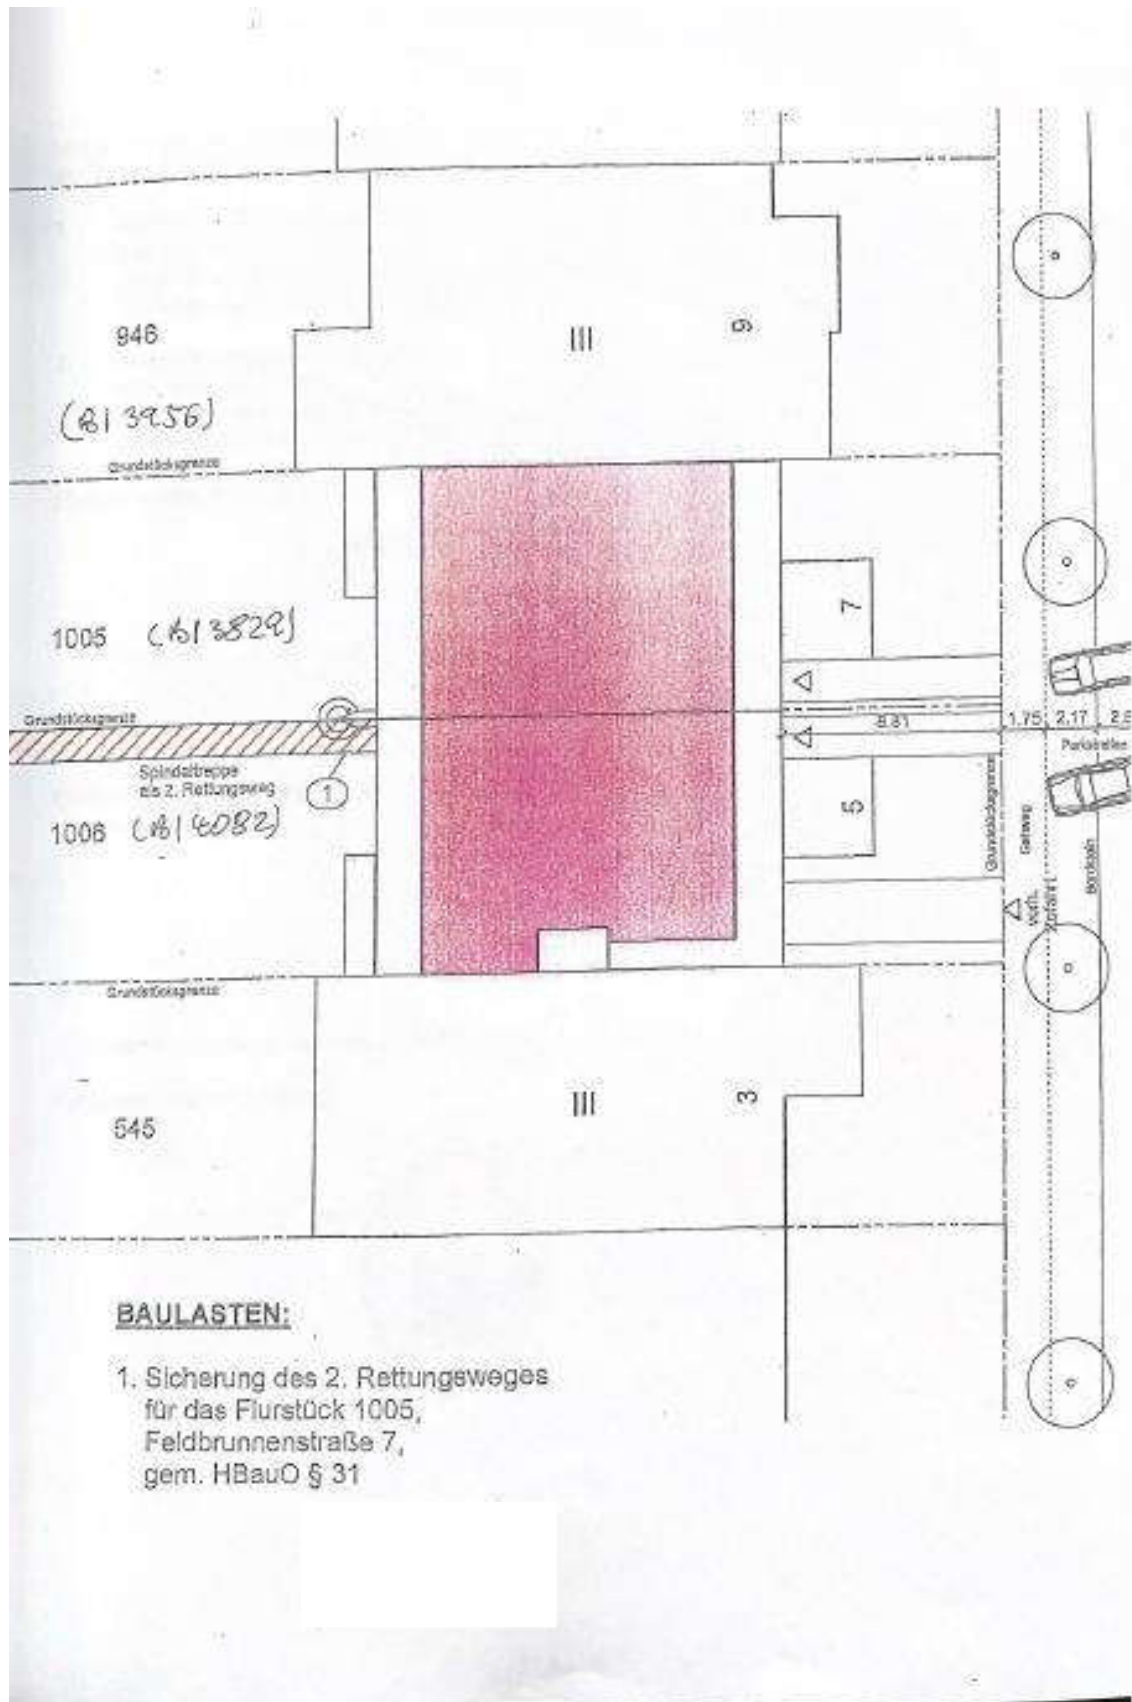 946
III
9
(Bl 3956)
Grundstücksgrenze
7
1005 (Bl 3829)
Grundstücksgrenze
8.81
1.75
2.17
Parkstreifen
Spindeltreppe
als 2. Rettungsweg
1
1006 (Bl 4082)
5
Grundstücksgrenze
Gehweg
Bordstein
vorh.
Zufahrt
Grundstücksgrenze
545
III
3
BAULASTEN:
1. Sicherung des 2. Rettungsweges
für das Flurstück 1005,
Feldbrunnenstraße 7,
gem. HBauO § 31